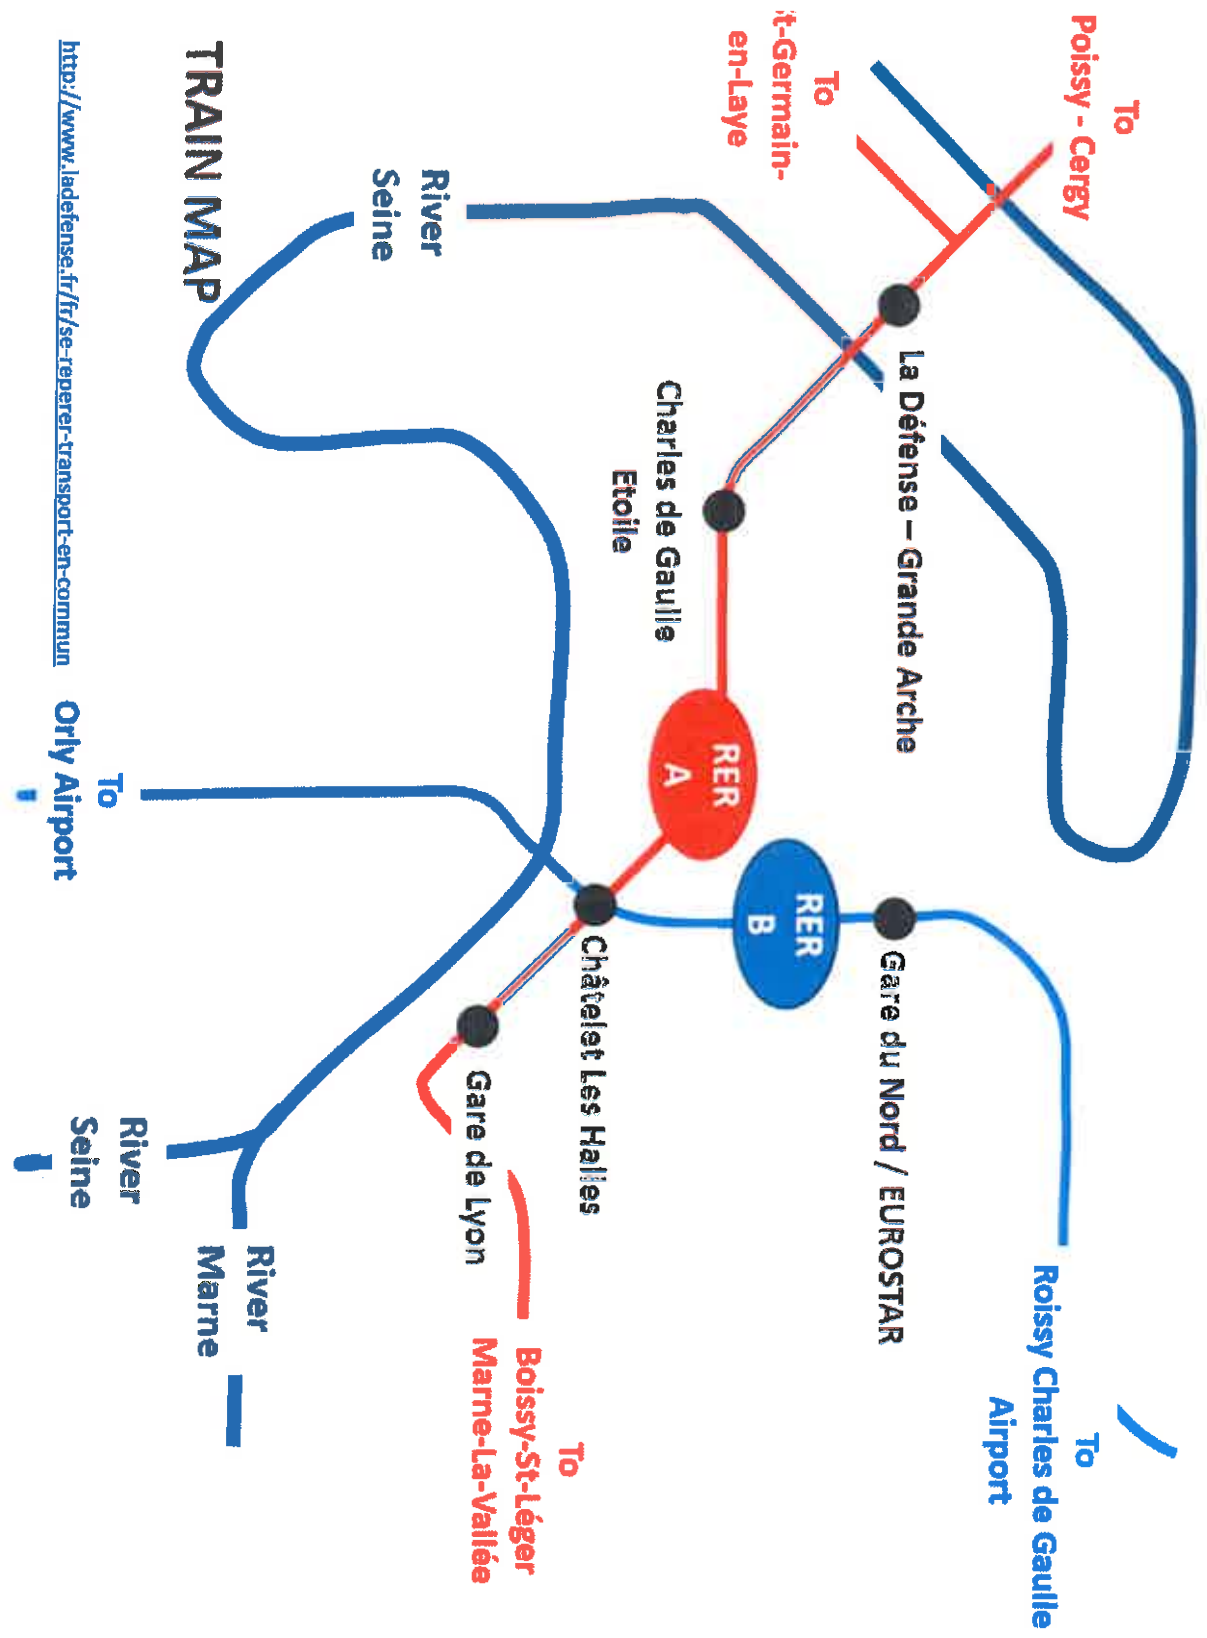 To
Poissy - Cergy
To
t-Germain-
en-Laye
La Défense – Grande Arche
Charles de Gaulle
Etoile
RER
A
RER
B
Gare du Nord / EUROSTAR
To
Roissy Charles de Gaulle
Airport
Châtelet Les Halles
Gare de Lyon
To
Boissy-St-Léger
Marne-La-Vallée
River
Seine
River
Marne
River
Seine
To
Orly Airport
TRAIN MAP
http://www.ladefense.fr/fr/se-reperer-transport-en-commun